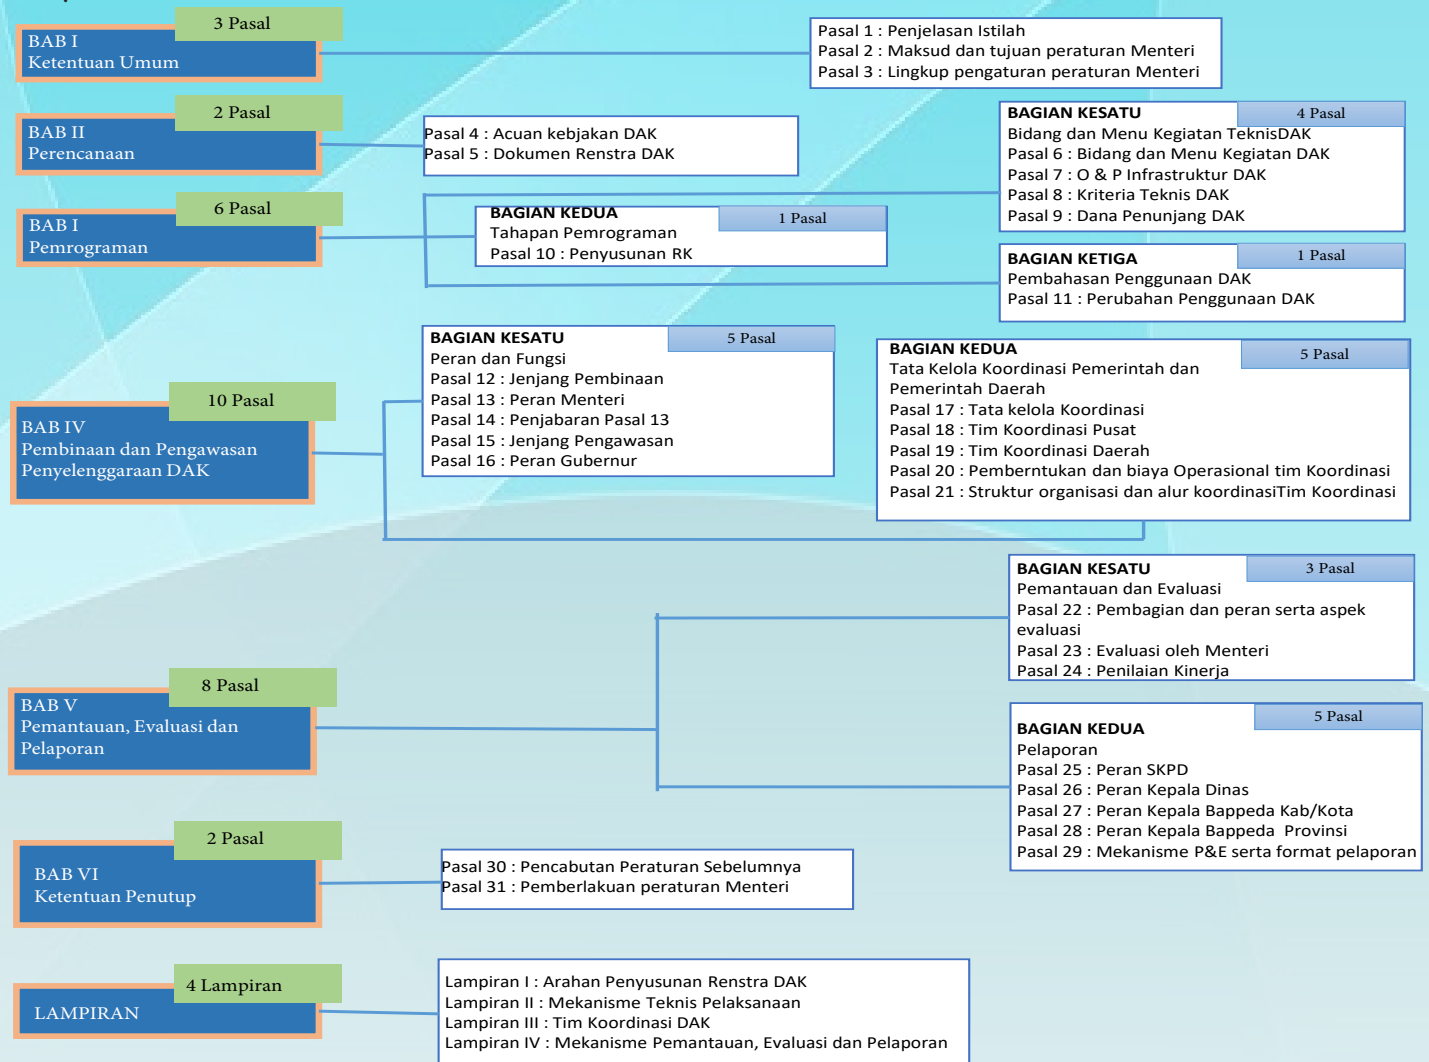 3 Pasal
BAB I
Ketentuan Umum
Pasal 1 : Penjelasan Istilah
Pasal 2 : Maksud dan tujuan peraturan Menteri
Pasal 3 : Lingkup pengaturan peraturan Menteri
2 Pasal
BAB II
Perencanaan
Pasal 4 : Acuan kebjakan DAK
Pasal 5 : Dokumen Renstra DAK
6 Pasal
BAB I
Pemrograman
BAGIAN KESATU
4 Pasal
Bidang dan Menu Kegiatan TeknisDAK
Pasal 6 : Bidang dan Menu Kegiatan DAK
Pasal 7 : O & P Infrastruktur DAK
Pasal 8 : Kriteria Teknis DAK
Pasal 9 : Dana Penunjang DAK
BAGIAN KEDUA
1 Pasal
Tahapan Pemrograman
Pasal 10 : Penyusunan RK
BAGIAN KETIGA
1 Pasal
Pembahasan Penggunaan DAK
Pasal 11 : Perubahan Penggunaan DAK
10 Pasal
BAB IV
Pembinaan dan Pengawasan
Penyelenggaraan DAK
BAGIAN KESATU
5 Pasal
Peran dan Fungsi
Pasal 12 : Jenjang Pembinaan
Pasal 13 : Peran Menteri
Pasal 14 : Penjabaran Pasal 13
Pasal 15 : Jenjang Pengawasan
Pasal 16 : Peran Gubernur
BAGIAN KEDUA
5 Pasal
Tata Kelola Koordinasi Pemerintah dan
Pemerintah Daerah
Pasal 17 : Tata kelola Koordinasi
Pasal 18 : Tim Koordinasi Pusat
Pasal 19 : Tim Koordinasi Daerah
Pasal 20 : Pemberntukan dan biaya Operasional tim Koordinasi
Pasal 21 : Struktur organisasi dan alur koordinasiTim Koordinasi
8 Pasal
BAB V
Pemantauan, Evaluasi dan
Pelaporan
BAGIAN KESATU
3 Pasal
Pemantauan dan Evaluasi
Pasal 22 : Pembagian dan peran serta aspek
evaluasi
Pasal 23 : Evaluasi oleh Menteri
Pasal 24 : Penilaian Kinerja
BAGIAN KEDUA
5 Pasal
Pelaporan
Pasal 25 : Peran SKPD
Pasal 26 : Peran Kepala Dinas
Pasal 27 : Peran Kepala Bappeda Kab/Kota
Pasal 28 : Peran Kepala Bappeda  Provinsi
Pasal 29 : Mekanisme P&E serta format pelaporan
2 Pasal
BAB VI
Ketentuan Penutup
Pasal 30 : Pencabutan Peraturan Sebelumnya
Pasal 31 : Pemberlakuan peraturan Menteri
4 Lampiran
LAMPIRAN
Lampiran I : Arahan Penyusunan Renstra DAK
Lampiran II : Mekanisme Teknis Pelaksanaan
Lampiran III : Tim Koordinasi DAK
Lampiran IV : Mekanisme Pemantauan, Evaluasi dan Pelaporan